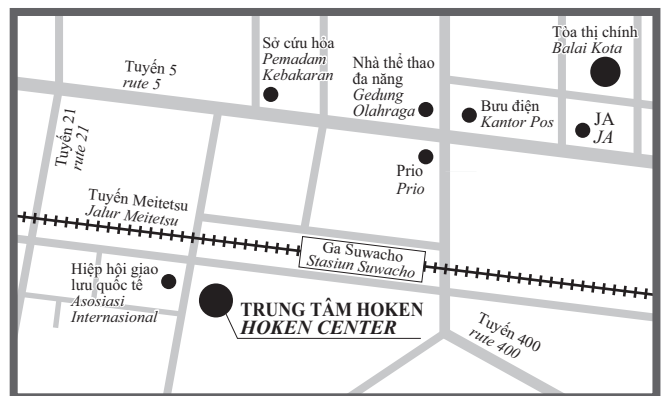 Tòa thị chính
Balai Kota
Sở cứu hỏa
Pemadam
Kebakaran
Tuyến 5
rute 5
Nhà thể thao
đa năng
Gedung
Olahraga
Bưu điện
Kantor Pos
JA
JA
Tuyến 21
rute 21
Prio
Prio
Tuyến Meitetsu
Jalur Meitetsu
Ga Suwacho
Stasiun Suwacho
Hiệp hội giao
lưu quốc tế
Asosiasi
Internasional
TRUNG TÂM HOKEN
HOKEN CENTER
Tuyến 400
rute 400